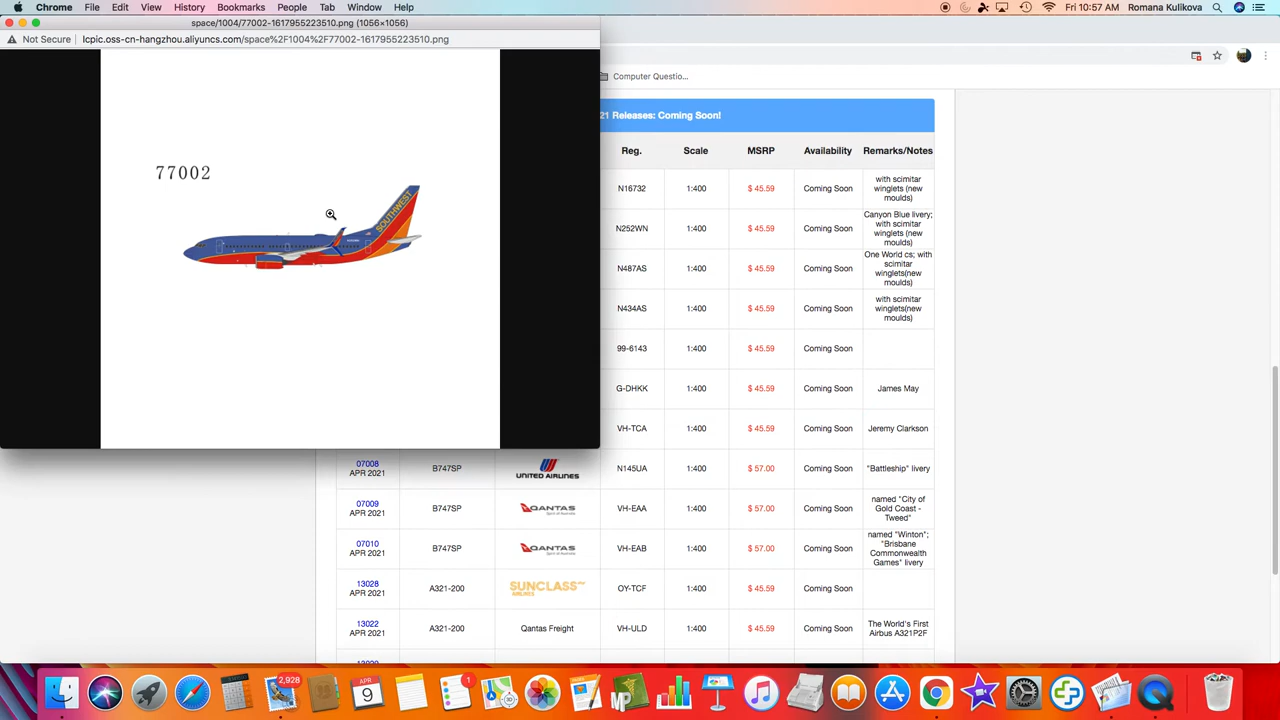 Chrome File Edit View History Bookmarks People Tab Window Help
Fri 10:57 AM Romana Kulikova
space/1004/77002-1617955223510.png (1056×1056)
Not Secure lcpic.oss-cn-hangzhou.aliyuncs.com/space%2F1004%2F77002-1617955223510.png
Computer Questio...
77002
SOUTHWEST
21 Releases: Coming Soon!
Reg. Scale MSRP Availability Remarks/Notes
N16732 1:400 $ 45.59 Coming Soon with scimitar
winglets (new
moulds)
N252WN 1:400 $ 45.59 Coming Soon Canyon Blue livery;
with scimitar
winglets (new
moulds)
N487AS 1:400 $ 45.59 Coming Soon One World cs; with
scimitar
winglets(new
moulds)
N434AS 1:400 $ 45.59 Coming Soon with scimitar
winglets(new
moulds)
99-6143 1:400 $ 45.59 Coming Soon
G-DHKK 1:400 $ 45.59 Coming Soon James May
VH-TCA 1:400 $ 45.59 Coming Soon Jeremy Clarkson
07008
APR 2021 B747SP UNITED AIRLINES N145UA 1:400 $ 57.00 Coming Soon "Battleship" livery
07009
APR 2021 B747SP QANTAS Spirit of Australia VH-EAA 1:400 $ 57.00 Coming Soon named "City of
Gold Coast -
Tweed"
07010
APR 2021 B747SP QANTAS Spirit of Australia VH-EAB 1:400 $ 57.00 Coming Soon named "Winton";
"Brisbane
Commonwealth
Games" livery
13028
APR 2021 A321-200 SUNCLASS AIRLINES OY-TCF 1:400 $ 45.59 Coming Soon
13022
APR 2021 A321-200 Qantas Freight VH-ULD 1:400 $ 45.59 Coming Soon The World's First
Airbus A321P2F
2,928
APR
9
1